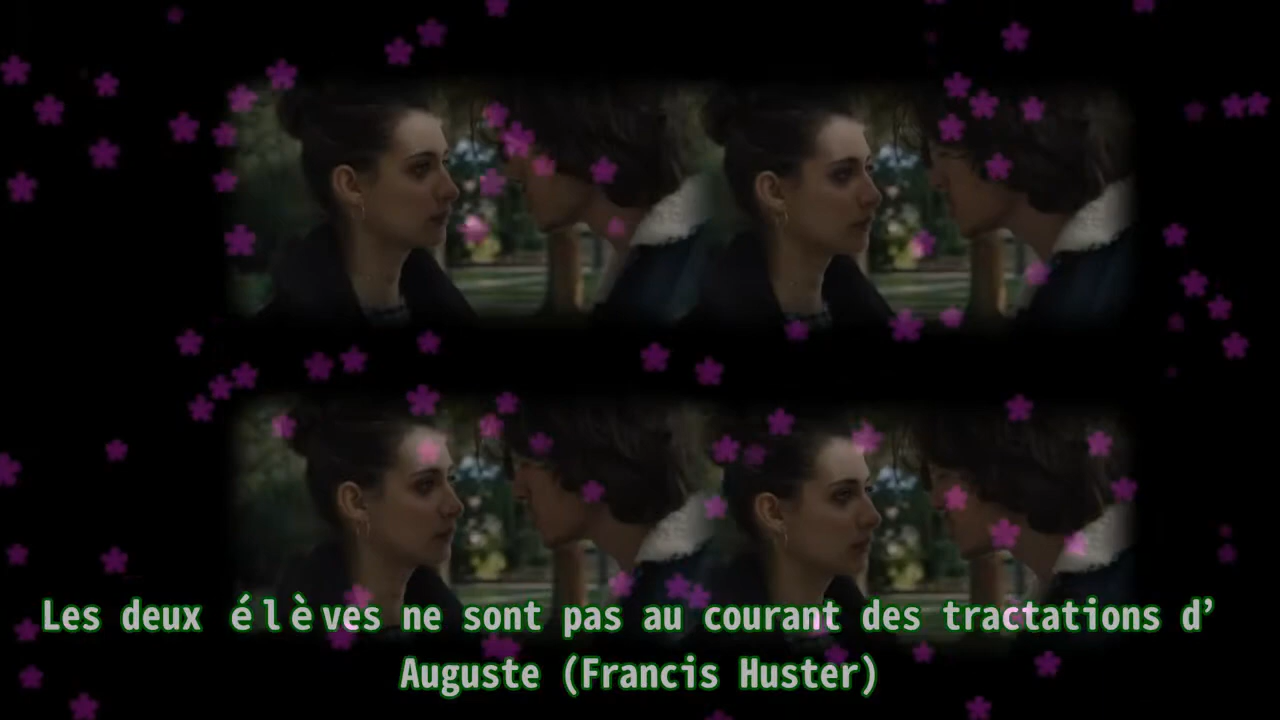 Les deux élèves ne sont pas au courant des tractations d’
Auguste (Francis Huster)